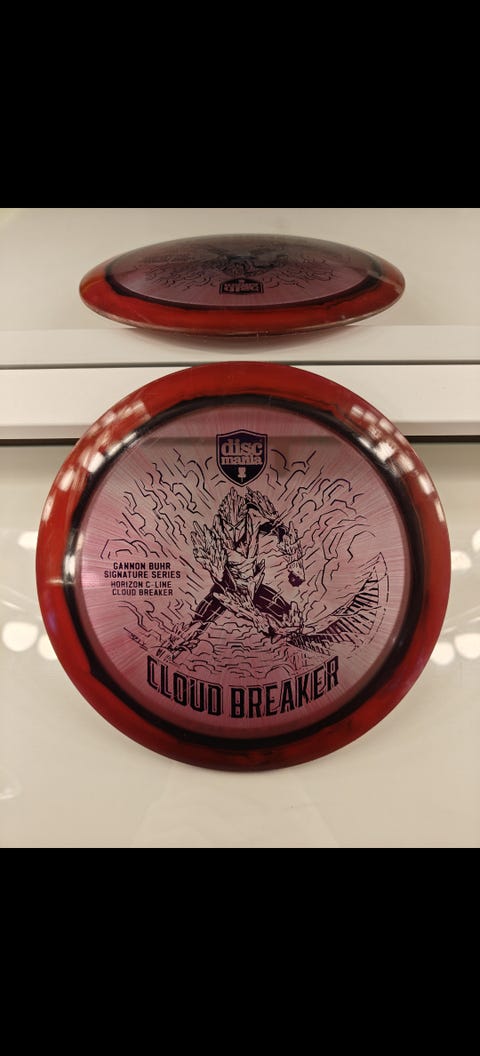 disc
mania
GANNON BUHR
SIGNATURE SERIES
HORIZON C-LINE
CLOUD BREAKER
CLOUD BREAKER